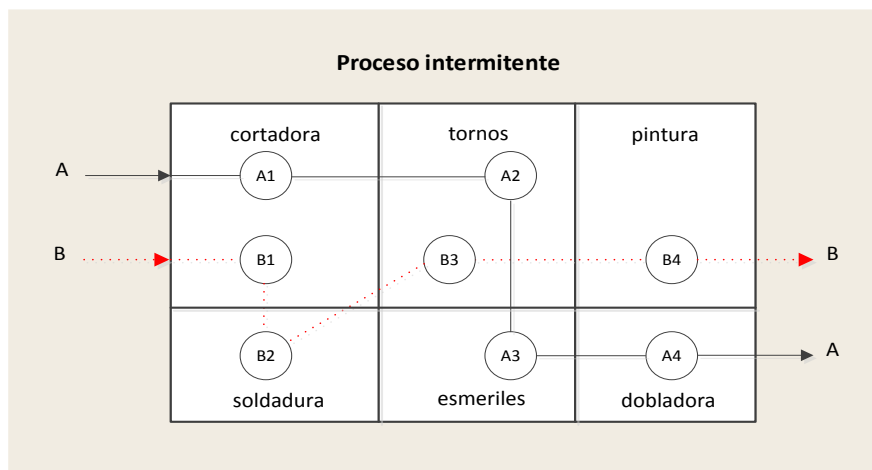 Proceso intermitente
cortadora tornos pintura
A A1 A2
B B1 B3 B4 B
B2 A3 A4 A
soldadura esmeriles dobladora